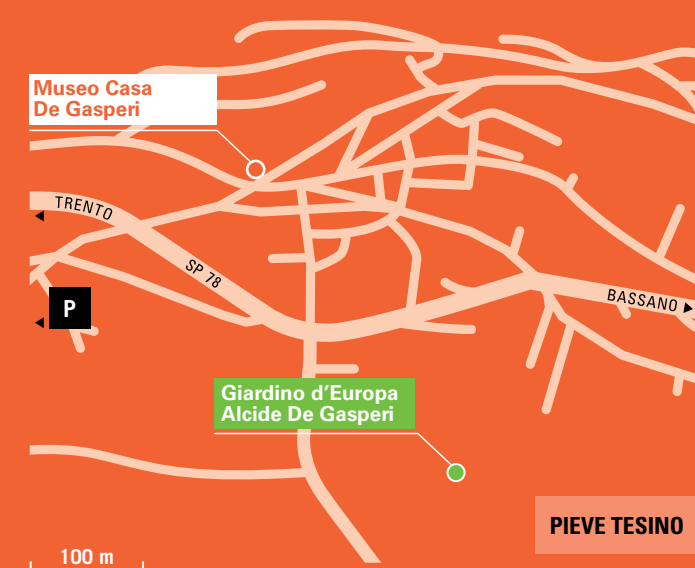 Museo Casa
De Gasperi
TRENTO
SP 78
BASSANO
P
Giardino d’Europa
Alcide De Gasperi
PIEVE TESINO
100 m